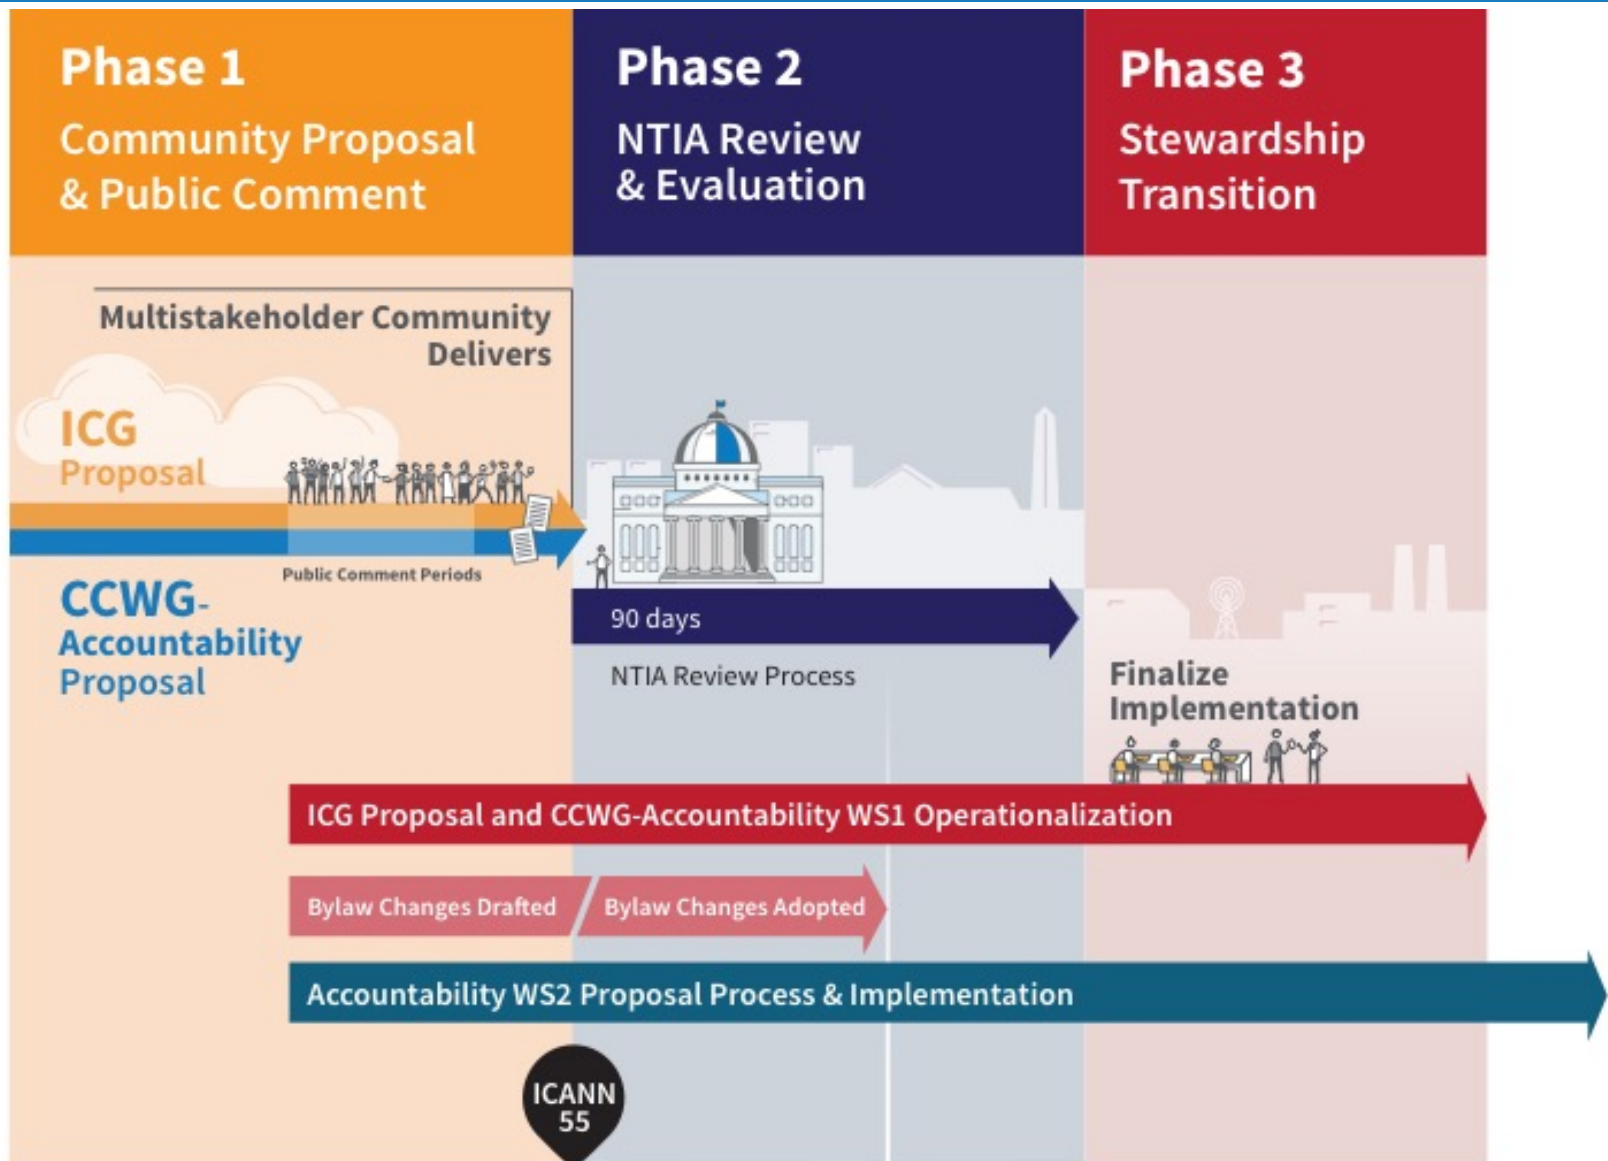 Phase 1
Community Proposal
& Public Comment
Phase 2
NTIA Review
& Evaluation
Phase 3
Stewardship
Transition
Multistakeholder Community
Delivers
ICG
Proposal
Public Comment Periods
CCWG-
Accountability
Proposal
90 days
NTIA Review Process
Finalize
Implementation
ICG Proposal and CCWG-Accountability WS1 Operationalization
Bylaw Changes Drafted
Bylaw Changes Adopted
Accountability WS2 Proposal Process & Implementation
ICANN
55